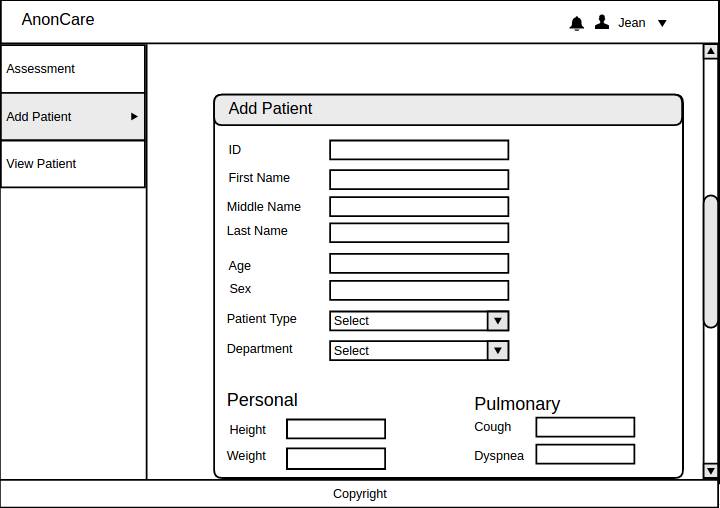 AnonCare
Jean
Assessment
Add Patient
View Patient
Add Patient
ID
First Name
Middle Name
Last Name
Age
Sex
Patient Type Select
Department Select
Personal
Height
Weight
Pulmonary
Cough
Dyspnea
Copyright